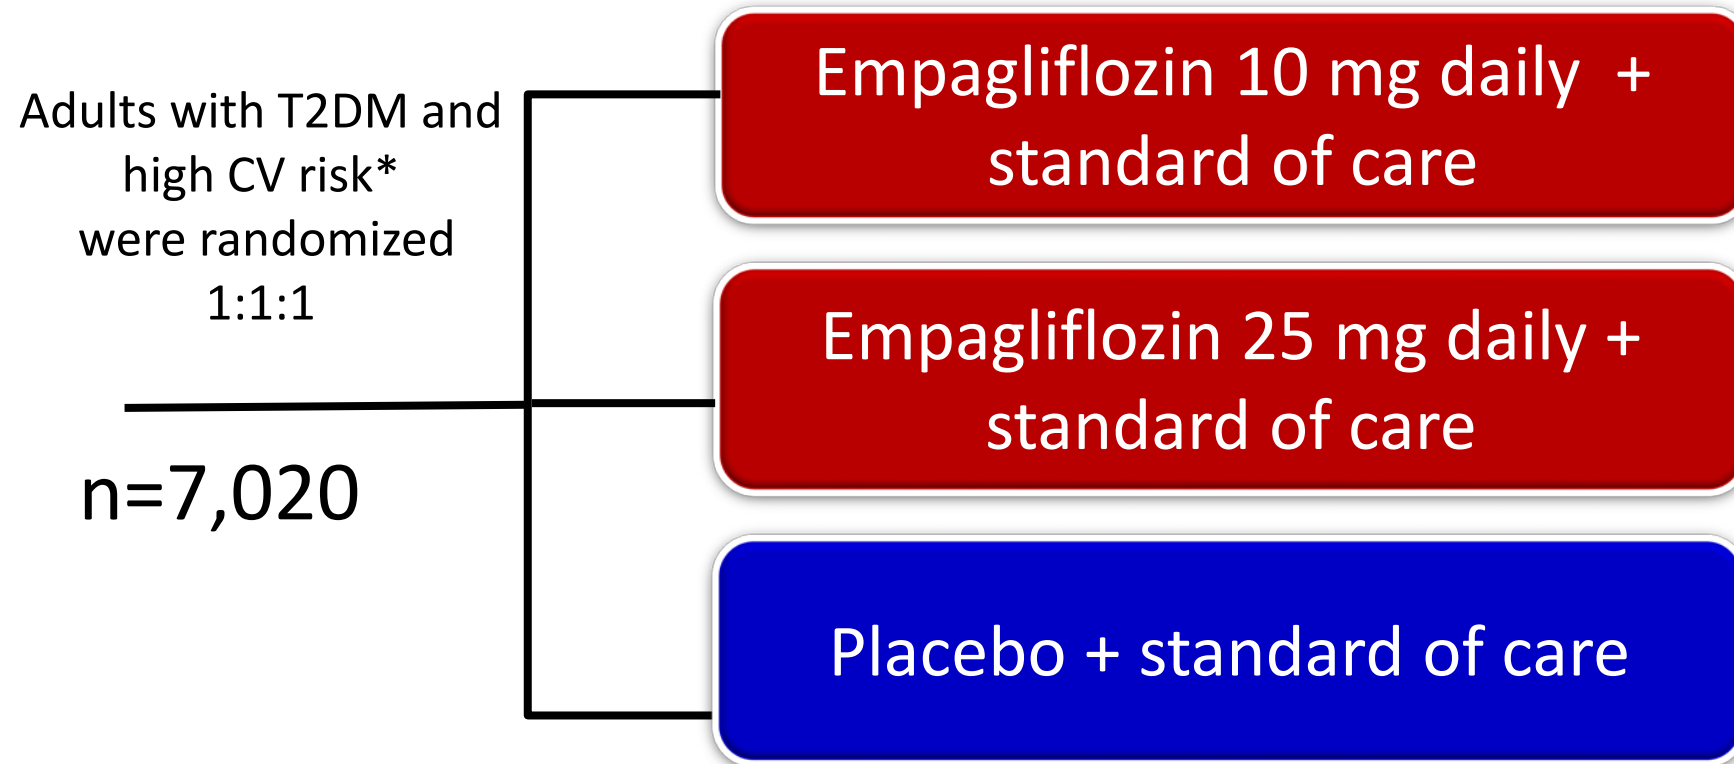 Adults with T2DM and
high CV risk*
were randomized
1:1:1
n=7,020
Empagliflozin 10 mg daily +
standard of care
Empagliflozin 25 mg daily +
standard of care
Placebo + standard of care